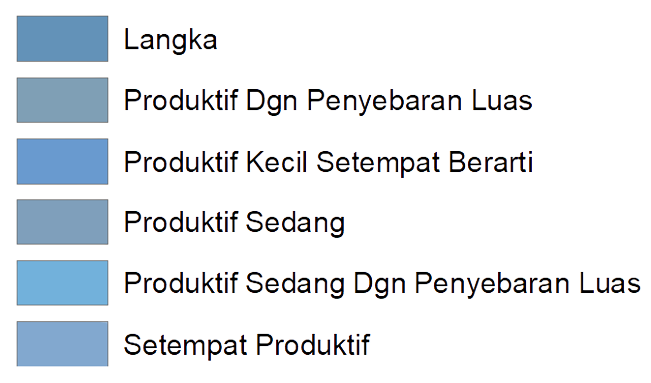 Langka
Produktif Dgn Penyebaran Luas
Produktif Kecil Setempat Berarti
Produktif Sedang
Produktif Sedang Dgn Penyebaran Luas
Setempat Produktif